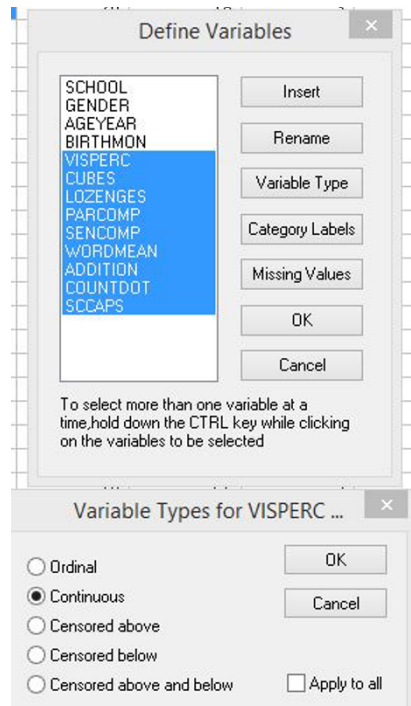 Define Variables
SCHOOL
GENDER
AGEYEAR
BIRTHMON
VISPERC
CUBES
LOZENGES
PARCOMP
SENCOMP
WORDMEAN
ADDITION
COUNTDOT
SCCAPS
Insert
Rename
Variable Type
Category Labels
Missing Values
OK
Cancel
To select more than one variable at a
time,hold down the CTRL key while clicking
on the variables to be selected
Variable Types for VISPERC ...
Ordinal
Continuous
Censored above
Censored below
Censored above and below
OK
Cancel
Apply to all